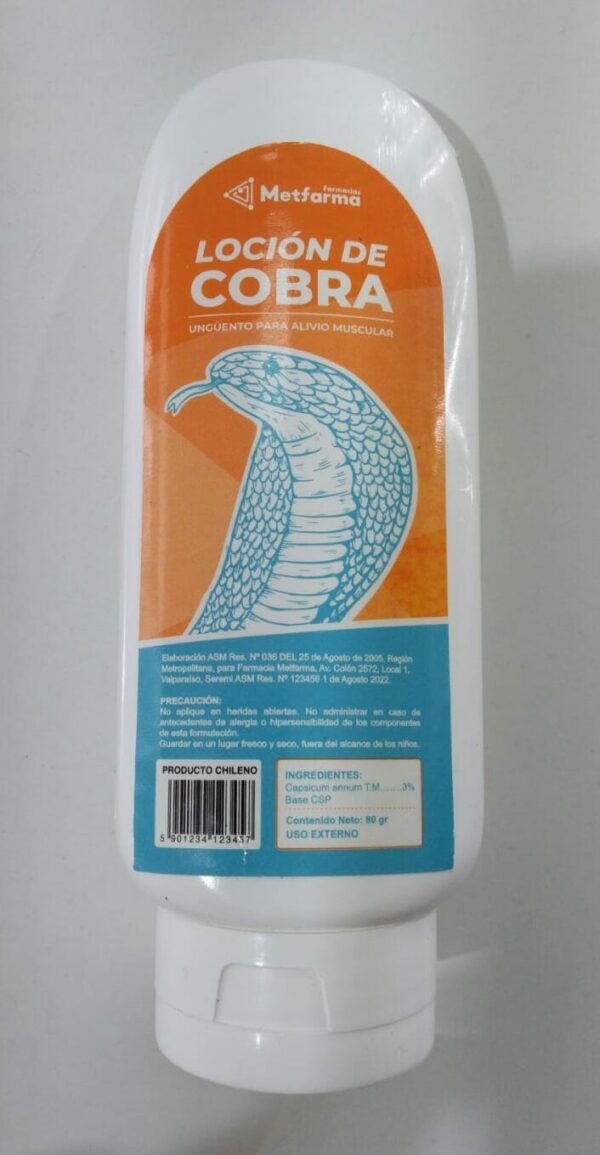 Farmacias
Metfarma
LOCIÓN DE
COBRA
UNGÜENTO PARA ALIVIO MUSCULAR
Elaboración ASM Res. Nº 036 DEL 25 de Agosto de 2005, Región
Metropolitana, para Farmacia Metfarma, Av. Colón 2572, Local 1,
Valparaíso, Seremi ASM Res. Nº 123456 1 de Agosto 2022.
PRECAUCIÓN:
No aplique en heridas abiertas. No administrar en caso de
antecedentes de alergia o hipersensibilidad de los componentes
de esta formulación.
Guardar en un lugar fresco y seco, fuera del alcance de los niños.
PRODUCTO CHILENO
5 901234 123457
INGREDIENTES:
Capsicum annum T.M........3%
Base CSP
Contenido Neto: 80 gr
USO EXTERNO